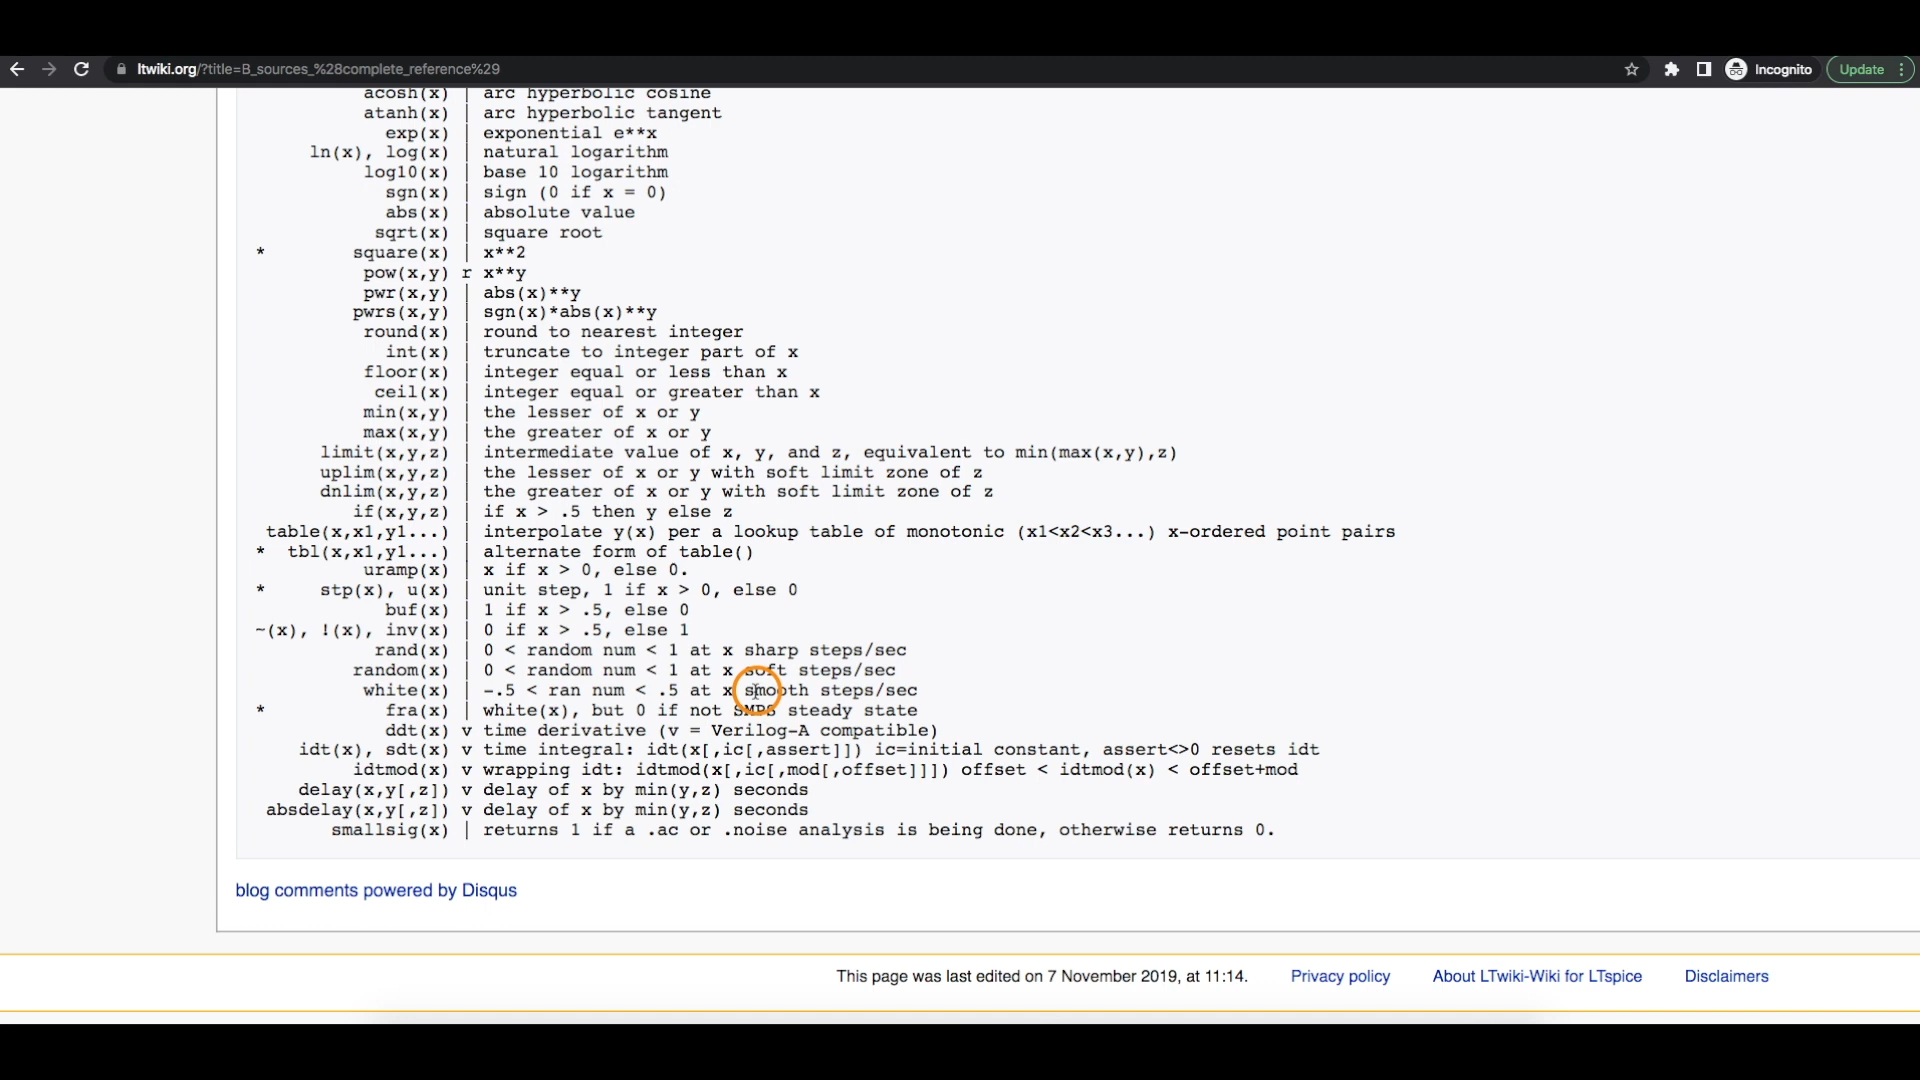 ltwiki.org/?title=B_sources_%28complete_reference%29 Incognito Update
acosh(x) | arc hyperbolic cosine
atanh(x) | arc hyperbolic tangent
exp(x) | exponential e**x
ln(x), log(x) | natural logarithm
log10(x) | base 10 logarithm
sgn(x) | sign (0 if x = 0)
abs(x) | absolute value
sqrt(x) | square root
* square(x) | x**2
pow(x,y) r x**y
pwr(x,y) | abs(x)**y
pwrs(x,y) | sgn(x)*abs(x)**y
round(x) | round to nearest integer
int(x) | truncate to integer part of x
floor(x) | integer equal or less than x
ceil(x) | integer equal or greater than x
min(x,y) | the lesser of x or y
max(x,y) | the greater of x or y
limit(x,y,z) | intermediate value of x, y, and z, equivalent to min(max(x,y),z)
uplim(x,y,z) | the lesser of x or y with soft limit zone of z
dnlim(x,y,z) | the greater of x or y with soft limit zone of z
if(x,y,z) | if x > .5 then y else z
table(x,x1,y1...) | interpolate y(x) per a lookup table of monotonic (x1<x2<x3...) x-ordered point pairs
* tbl(x,x1,y1...) | alternate form of table()
uramp(x) | x if x > 0, else 0.
* stp(x), u(x) | unit step, 1 if x > 0, else 0
buf(x) | 1 if x > .5, else 0
~(x), !(x), inv(x) | 0 if x > .5, else 1
rand(x) | 0 < random num < 1 at x sharp steps/sec
random(x) | 0 < random num < 1 at x soft steps/sec
white(x) | -.5 < ran num < .5 at x smooth steps/sec
* fra(x) | white(x), but 0 if not SMPS steady state
ddt(x) v time derivative (v = Verilog-A compatible)
idt(x), sdt(x) v time integral: idt(x[,ic[,assert]]) ic=initial constant, assert<>0 resets idt
idtmod(x) v wrapping idt: idtmod(x[,ic[,mod[,offset]]]) offset < idtmod(x) < offset+mod
delay(x,y[,z]) v delay of x by min(y,z) seconds
absdelay(x,y[,z]) v delay of x by min(y,z) seconds
smallsig(x) | returns 1 if a .ac or .noise analysis is being done, otherwise returns 0.
blog comments powered by Disqus
This page was last edited on 7 November 2019, at 11:14. Privacy policy About LTwiki-Wiki for LTspice Disclaimers